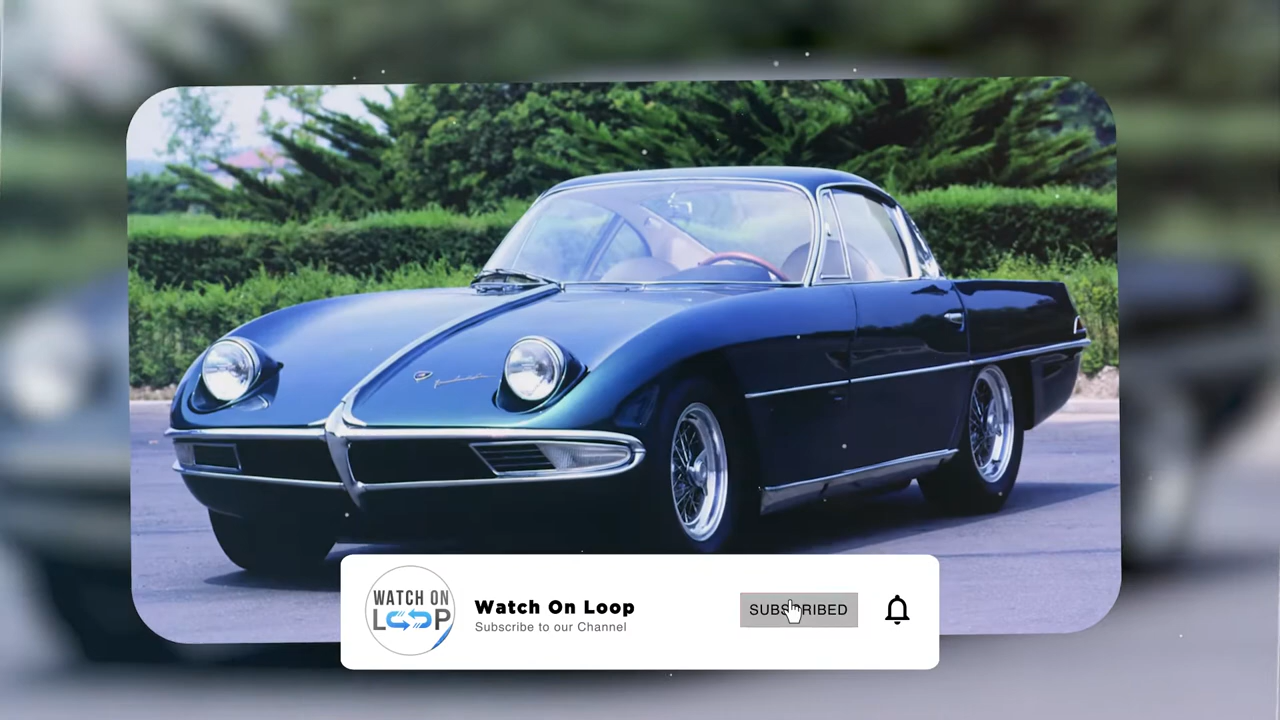 WATCH ON
LOOP
Watch On Loop
Subscribe to our Channel
SUBSCRIBED